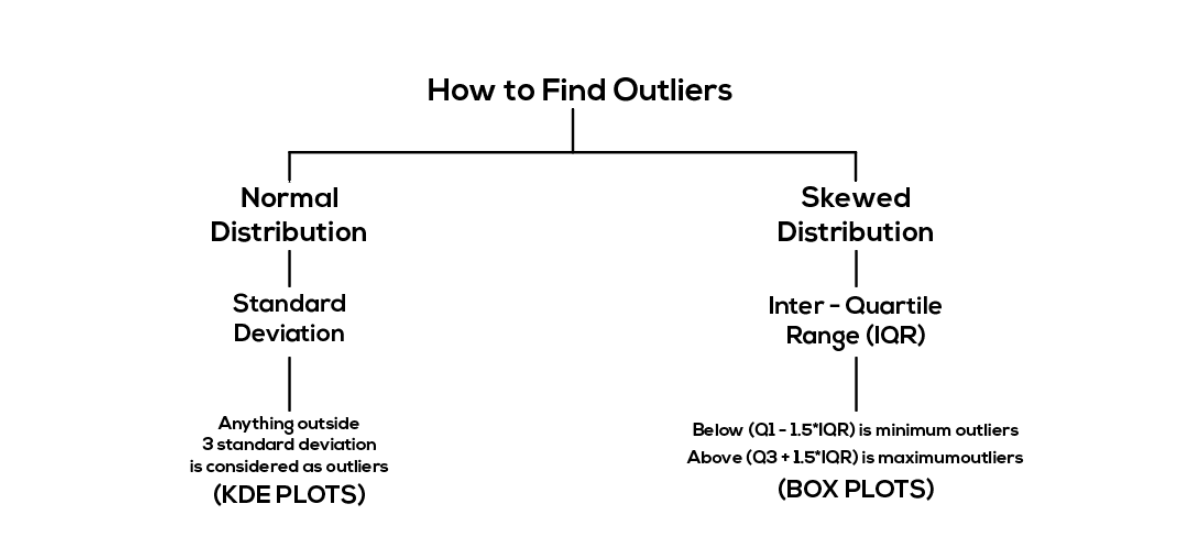 How to Find Outliers
Normal
Distribution
Standard
Deviation
Anything outside
3 standard deviation
is considered as outliers
(KDE PLOTS)
Skewed
Distribution
Inter - Quartile
Range (IQR)
Below (Q1 - 1.5*IQR) is minimum outliers
Above (Q3 + 1.5*IQR) is maximumoutliers
(BOX PLOTS)